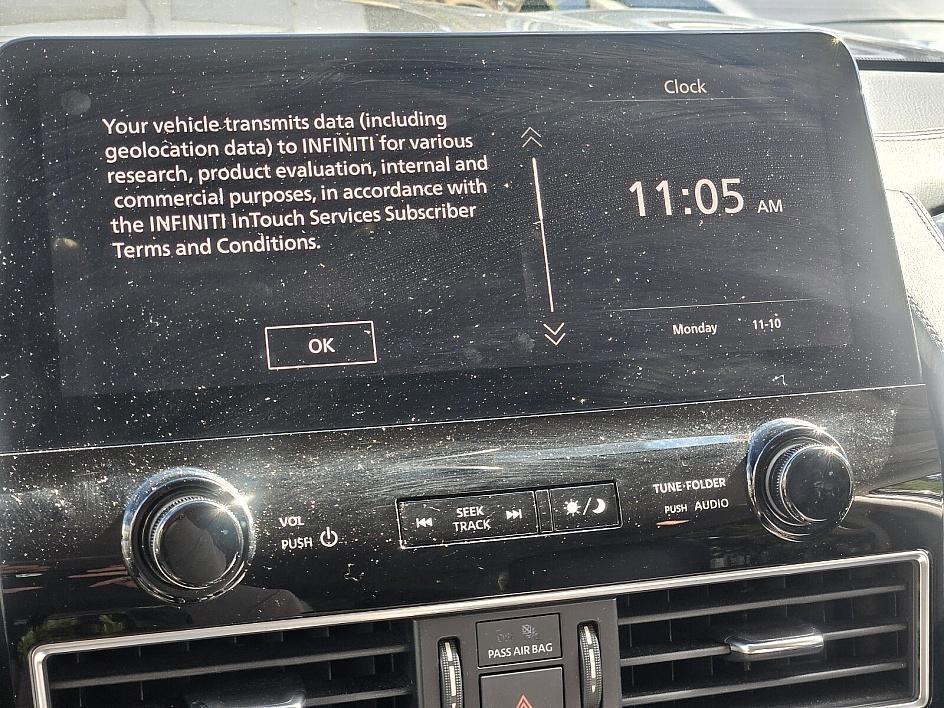 Your vehicle transmits data (including
geolocation data) to INFINITI for various
research, product evaluation, internal and
commercial purposes, in accordance with
the INFINITI InTouch Services Subscriber
Terms and Conditions.
OK
Clock
11:05 AM
Monday 11-10
VOL
PUSH
SEEK
TRACK
TUNE·FOLDER
PUSH AUDIO
PASS AIR BAG